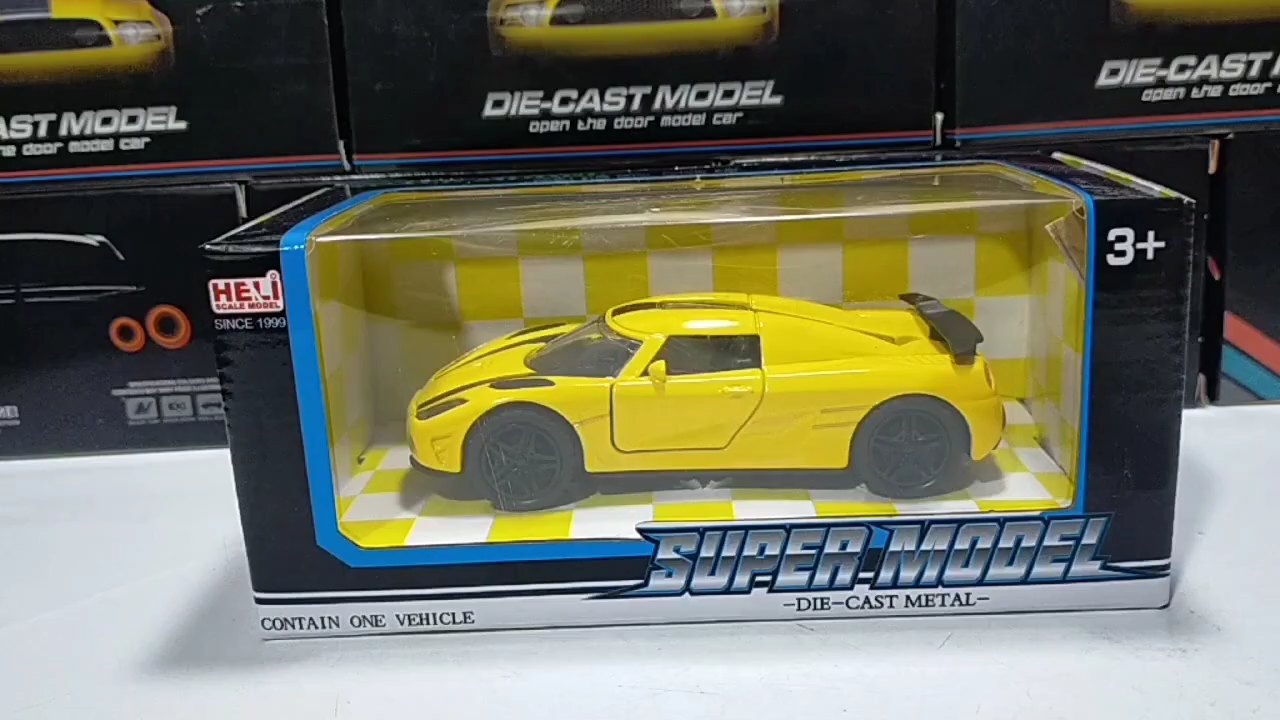 AST MODEL
he door model car
DIE-CAST MODEL
open the door model car
DIE-CAST
open the door
3+
HELI
SCALE MODEL
SINCE 1999
SUPER MODEL
-DIE-CAST METAL-
CONTAIN ONE VEHICLE